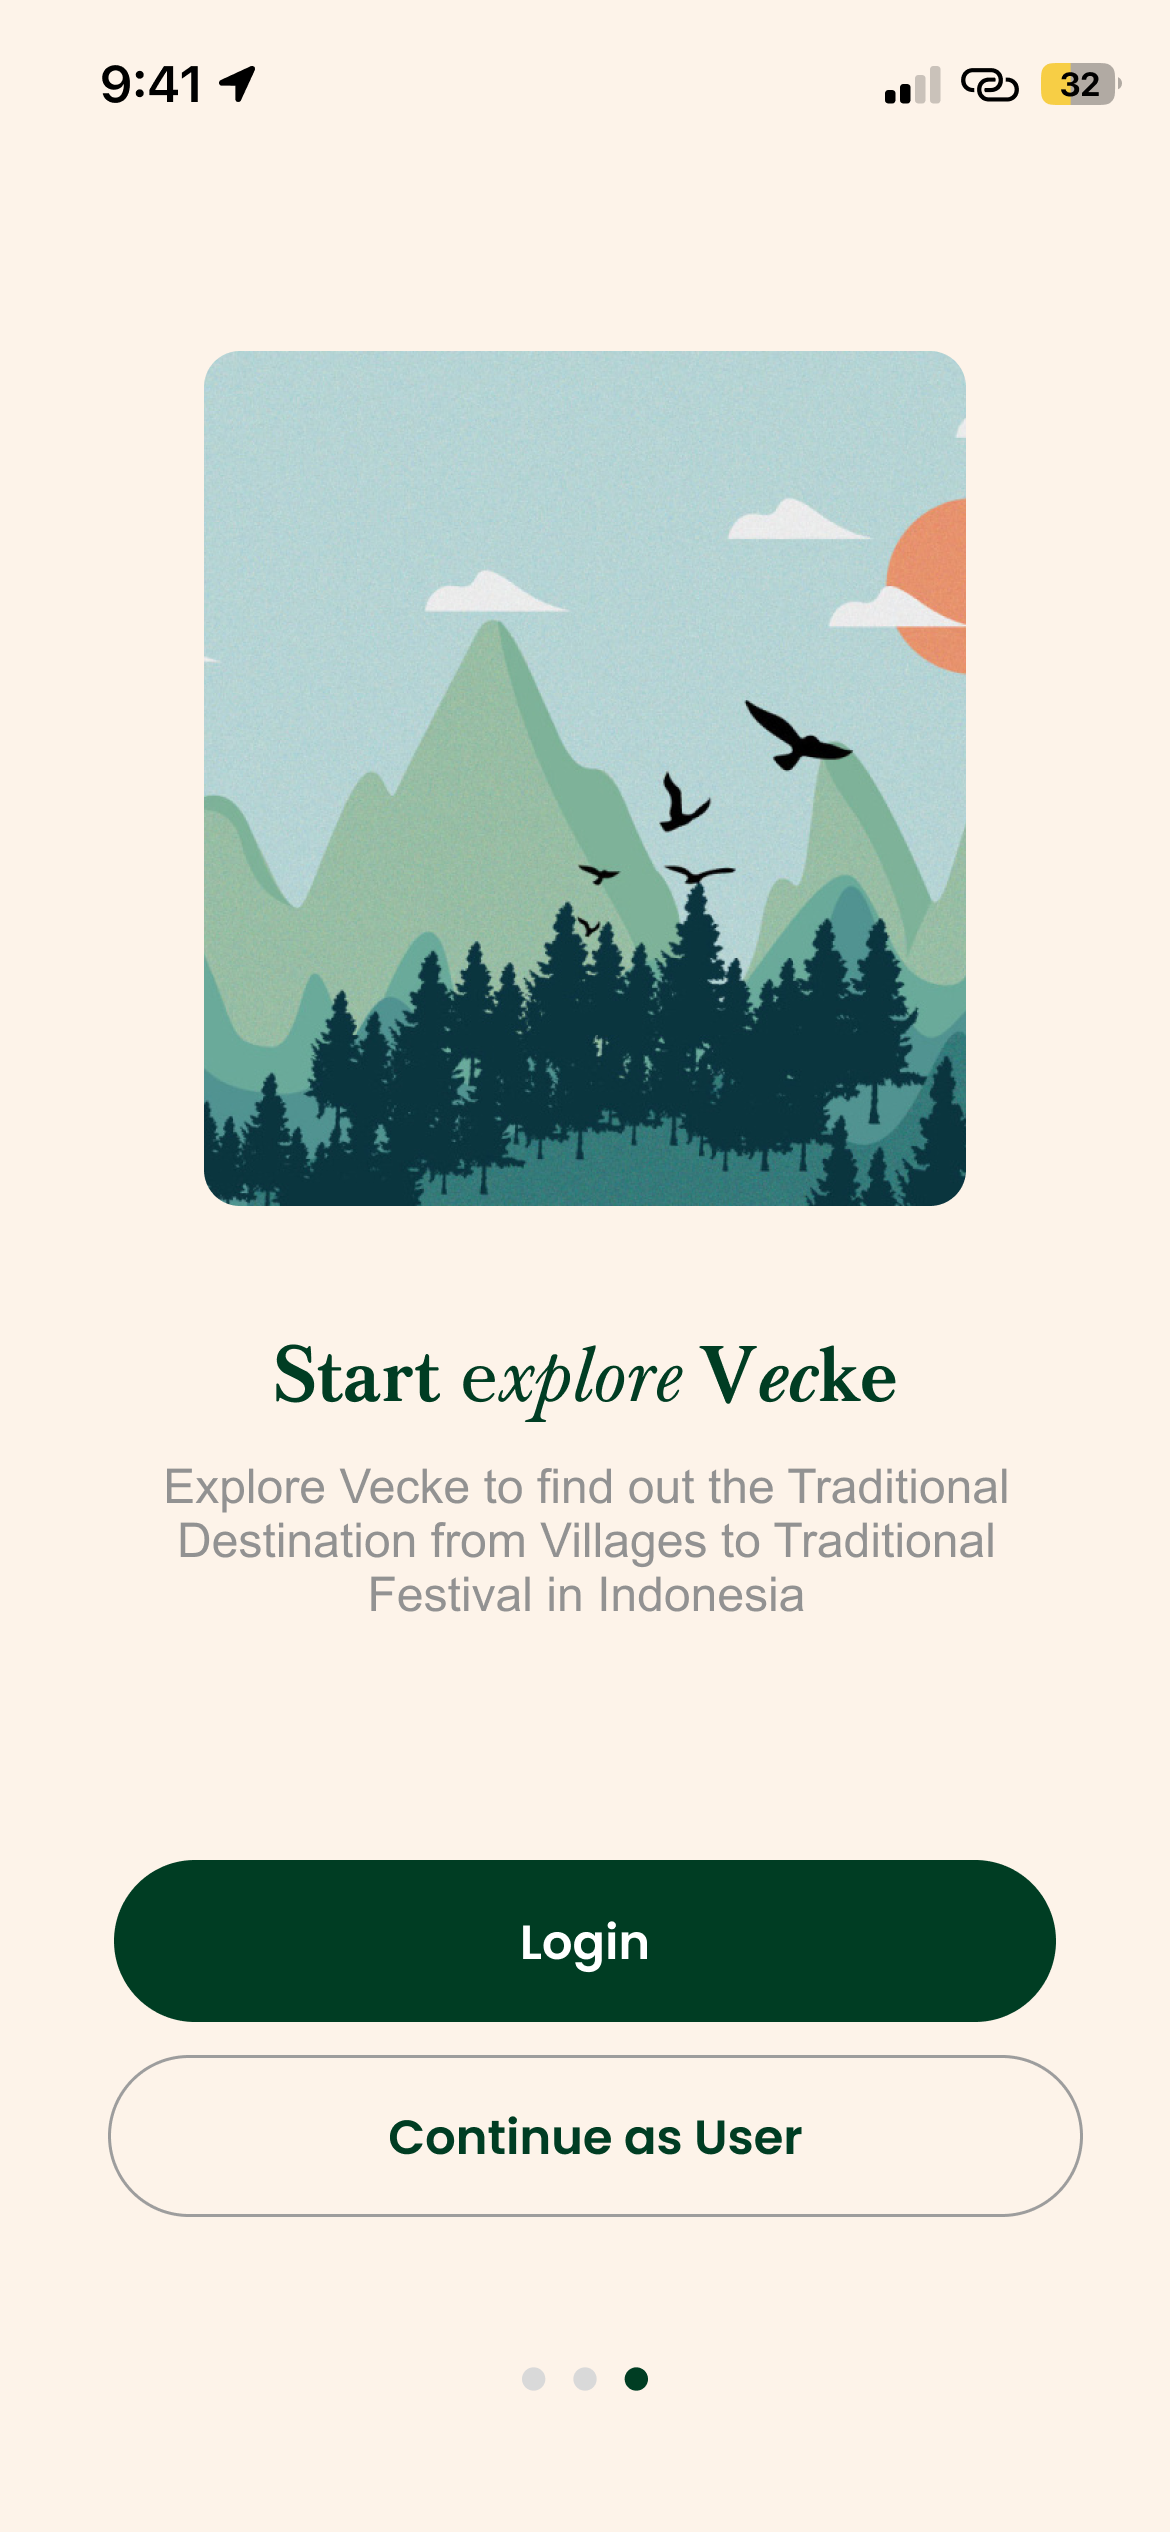 9:41
32
Start explore Vecke
Explore Vecke to find out the Traditional
Destination from Villages to Traditional
Festival in Indonesia
Login
Continue as User